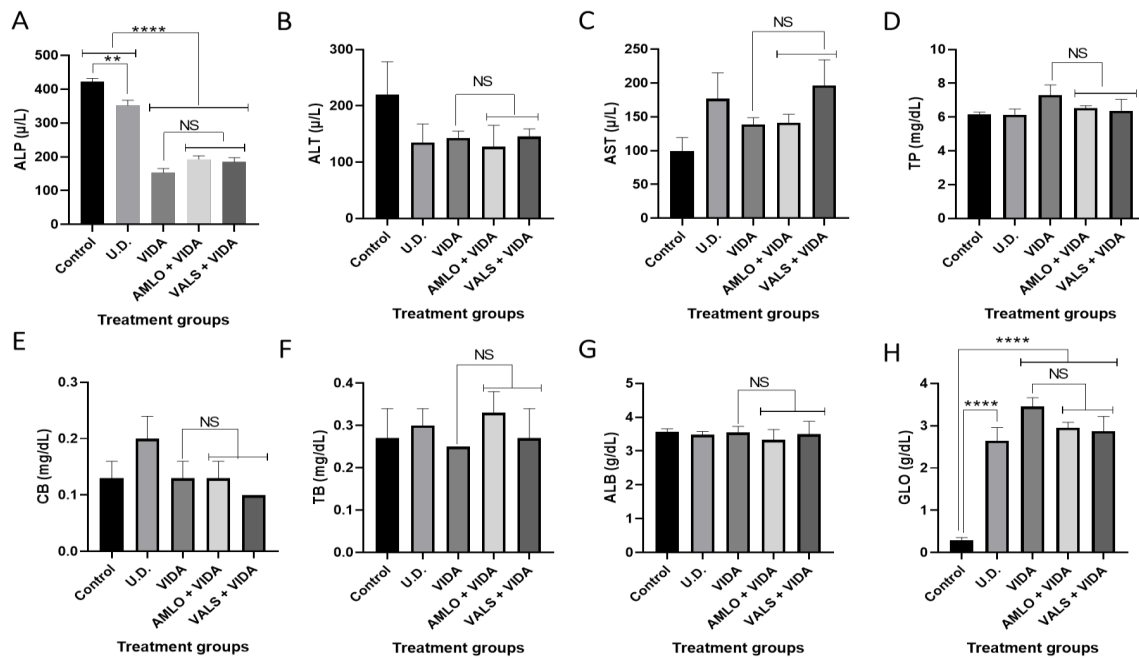 A
ALP (µ/L)
500
400
300
200
100
0
****
**
NS
Control
U.D.
VIDA
AMLO + VIDA
VALS + VIDA
Treatment groups
B
ALT (µ/L)
300
200
100
0
NS
Control
U.D.
VIDA
AMLO + VIDA
VALS + VIDA
Treatment groups
C
AST (µ/L)
250
200
150
100
50
0
NS
Control
U.D.
VIDA
AMLO + VIDA
VALS + VIDA
Treatment groups
D
TP (mg/dL)
10
8
6
4
2
0
NS
Control
U.D.
VIDA
AMLO + VIDA
VALS + VIDA
Treatment groups
E
CB (mg/dL)
0.3
0.2
0.1
0.0
NS
Control
U.D.
VIDA
AMLO + VIDA
VALS + VIDA
Treatment groups
F
TB (mg/dL)
0.4
0.3
0.2
0.1
0.0
NS
Control
U.D.
VIDA
AMLO + VIDA
VALS + VIDA
Treatment groups
G
ALB (mg/dL)
5
4
3
2
1
0
NS
Control
U.D.
VIDA
AMLO + VIDA
VALS + VIDA
Treatment groups
H
GLO (g/dL)
4
3
2
1
0
****
****
NS
Control
U.D.
VIDA
AMLO + VIDA
VALS + VIDA
Treatment groups